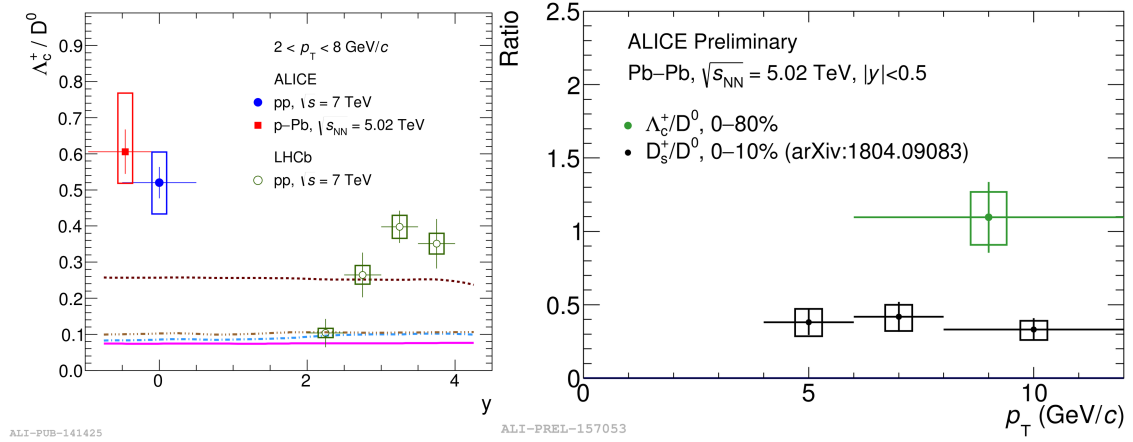 Λc+ / D0
0.9
0.8
0.7
0.6
0.5
0.4
0.3
0.2
0.1
0.0
0
2
4
y
2 < pT < 8 GeV/c
ALICE
pp, √s = 7 TeV
p−Pb, √sNN = 5.02 TeV
LHCb
pp, √s = 7 TeV
ALI-PUB-141425
Ratio
2.5
2
1.5
1
0.5
0
0
5
10
pT (GeV/c)
ALICE Preliminary
Pb−Pb, √sNN = 5.02 TeV, |y|<0.5
Λc+/D0, 0−80%
Ds+/D0, 0−10% (arXiv:1804.09083)
ALI-PREL-157053